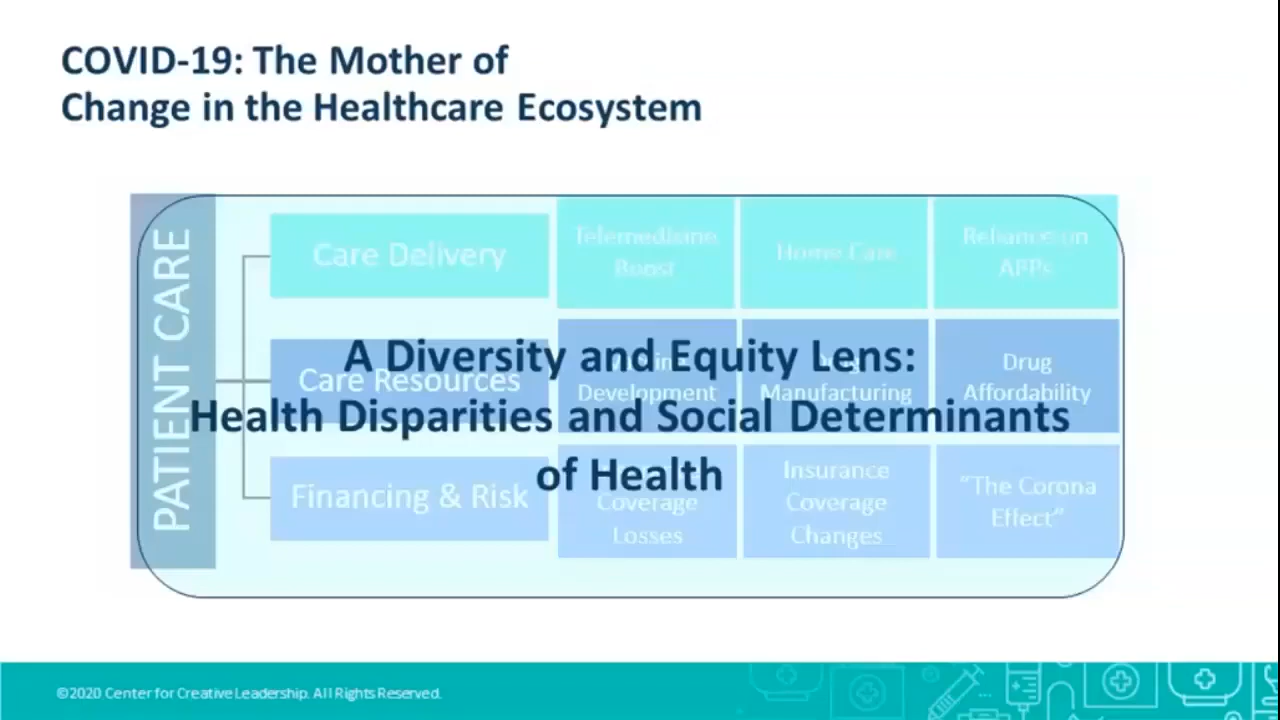 COVID-19: The Mother of
Change in the Healthcare Ecosystem
PATIENT CARE
Care Delivery
Telemedicine
Boost
Home Care
Reliance on
APPs
A Diversity and Equity Lens:
Health Disparities and Social Determinants
of Health
Care Resources
Development
Manufacturing
Drug
Affordability
Financing & Risk
Coverage
Losses
Insurance
Coverage
Changes
"The Corona
Effect"
©2020 Center for Creative Leadership. All Rights Reserved.